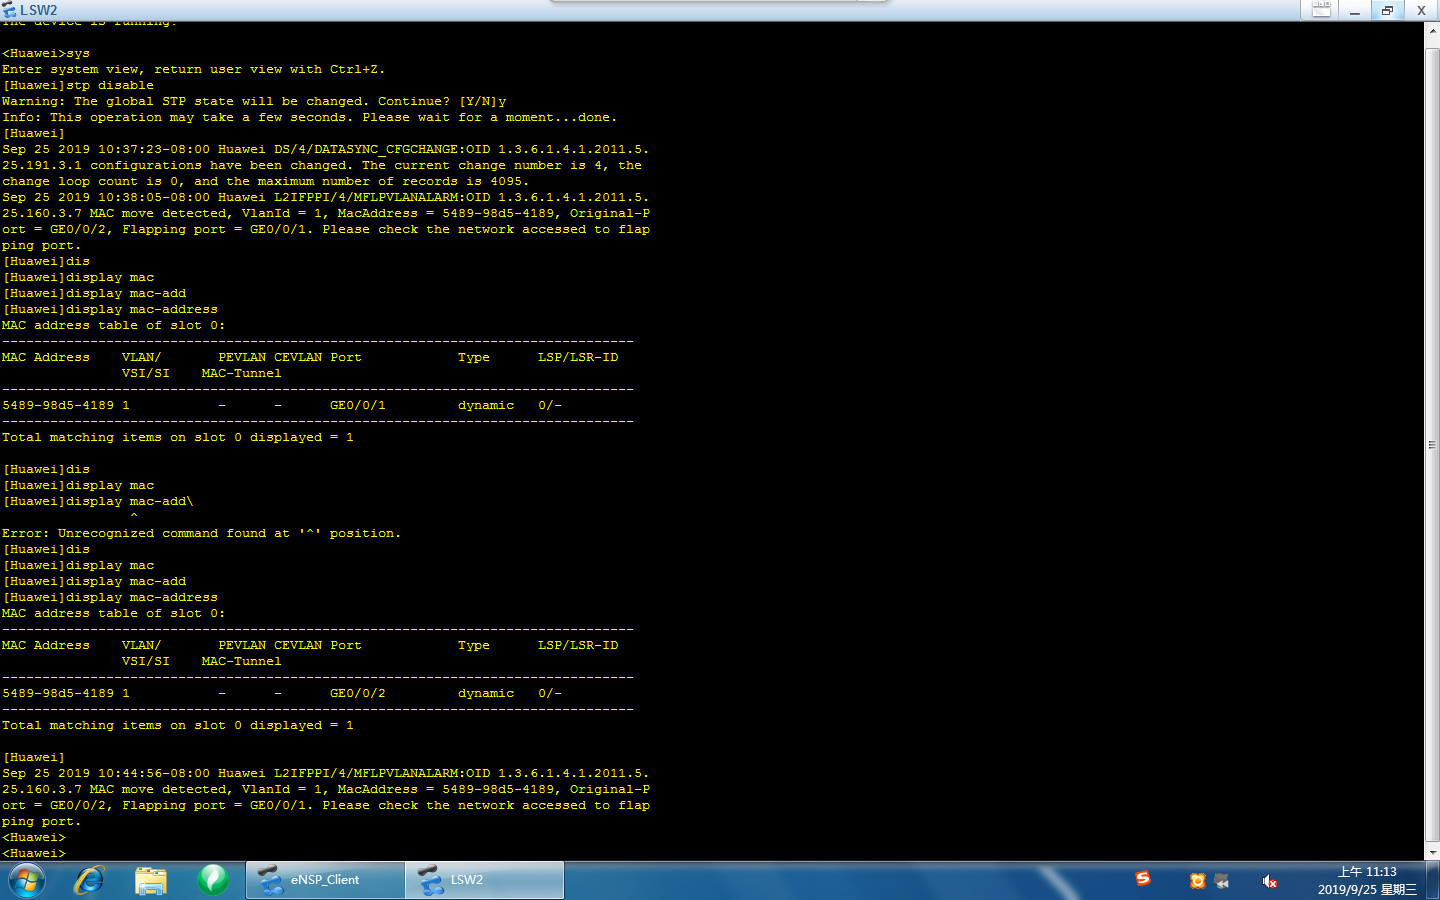 LSW2
The device is running!
<Huawei>sys
Enter system view, return user view with Ctrl+Z.
[Huawei]stp disable
Warning: The global STP state will be changed. Continue? [Y/N]y
Info: This operation may take a few seconds. Please wait for a moment...done.
[Huawei]
Sep 25 2019 10:37:23-08:00 Huawei DS/4/DATASYNC_CFGCHANGE:OID 1.3.6.1.4.1.2011.5.
25.191.3.1 configurations have been changed. The current change number is 4, the
change loop count is 0, and the maximum number of records is 4095.
Sep 25 2019 10:38:05-08:00 Huawei L2IFPPI/4/MFLPVLANALARM:OID 1.3.6.1.4.1.2011.5.
25.160.3.7 MAC move detected, VlanId = 1, MacAddress = 5489-98d5-4189, Original-P
ort = GE0/0/2, Flapping port = GE0/0/1. Please check the network accessed to flap
ping port.
[Huawei]dis
[Huawei]display mac
[Huawei]display mac-add
[Huawei]display mac-address
MAC address table of slot 0:
-------------------------------------------------------------------------------
MAC Address    VLAN/       PEVLAN CEVLAN Port            Type      LSP/LSR-ID
               VSI/SI    MAC-Tunnel
-------------------------------------------------------------------------------
5489-98d5-4189 1           -      -      GE0/0/1         dynamic   0/-
-------------------------------------------------------------------------------
Total matching items on slot 0 displayed = 1
[Huawei]dis
[Huawei]display mac
[Huawei]display mac-add\
                ^
Error: Unrecognized command found at '^' position.
[Huawei]dis
[Huawei]display mac
[Huawei]display mac-add
[Huawei]display mac-address
MAC address table of slot 0:
-------------------------------------------------------------------------------
MAC Address    VLAN/       PEVLAN CEVLAN Port            Type      LSP/LSR-ID
               VSI/SI    MAC-Tunnel
-------------------------------------------------------------------------------
5489-98d5-4189 1           -      -      GE0/0/2         dynamic   0/-
-------------------------------------------------------------------------------
Total matching items on slot 0 displayed = 1
[Huawei]
Sep 25 2019 10:44:56-08:00 Huawei L2IFPPI/4/MFLPVLANALARM:OID 1.3.6.1.4.1.2011.5.
25.160.3.7 MAC move detected, VlanId = 1, MacAddress = 5489-98d5-4189, Original-P
ort = GE0/0/2, Flapping port = GE0/0/1. Please check the network accessed to flap
ping port.
<Huawei>
<Huawei>
eNSP_Client
LSW2
上午 11:13
2019/9/25 星期三